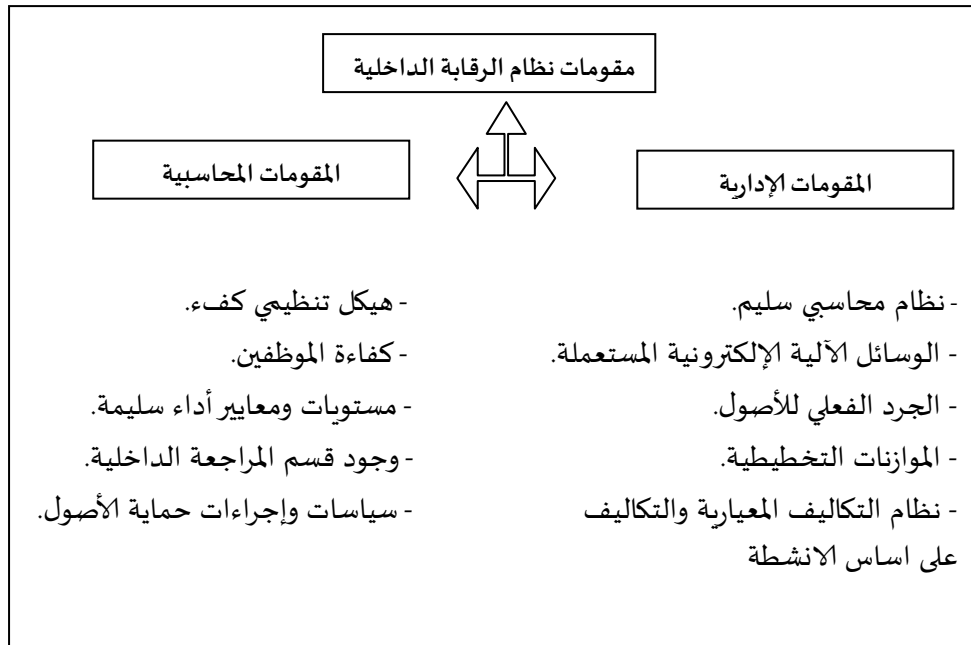 مقومات نظام الرقابة الداخلية
المقومات الإدارية
المقومات المحاسبية
- نظام محاسبي سليم.
- الوسائل الآلية الإلكترونية المستعملة.
- الجرد الفعلي للأصول.
- الموازنات التخطيطية.
- نظام التكاليف المعيارية والتكاليف
على اساس الانشطة
- هيكل تنظيمي كفء.
- كفاءة الموظفين.
- مستويات ومعايير أداء سليمة.
- وجود قسم المراجعة الداخلية.
- سياسات وإجراءات حماية الأصول.